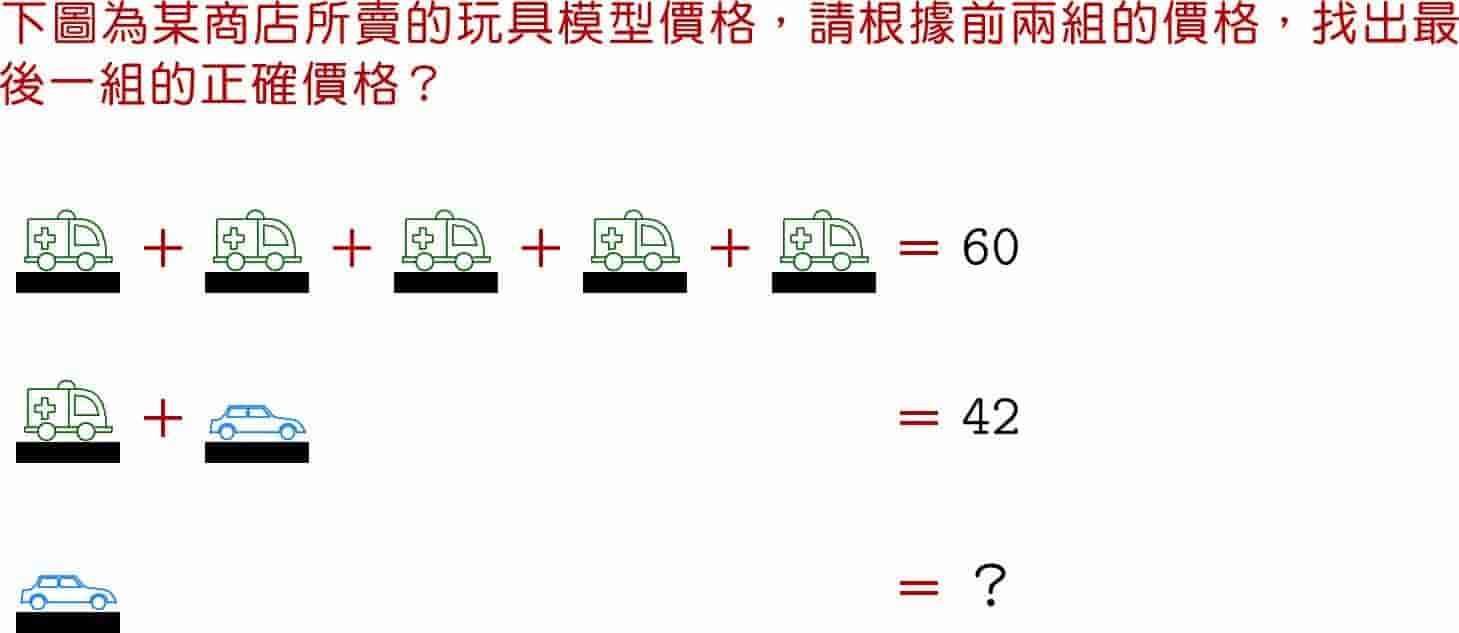 下圖為某商店所賣的玩具模型價格，請根據前兩組的價格，找出最
後一組的正確價格？
+ + + + = 60
+ = 42
= ?